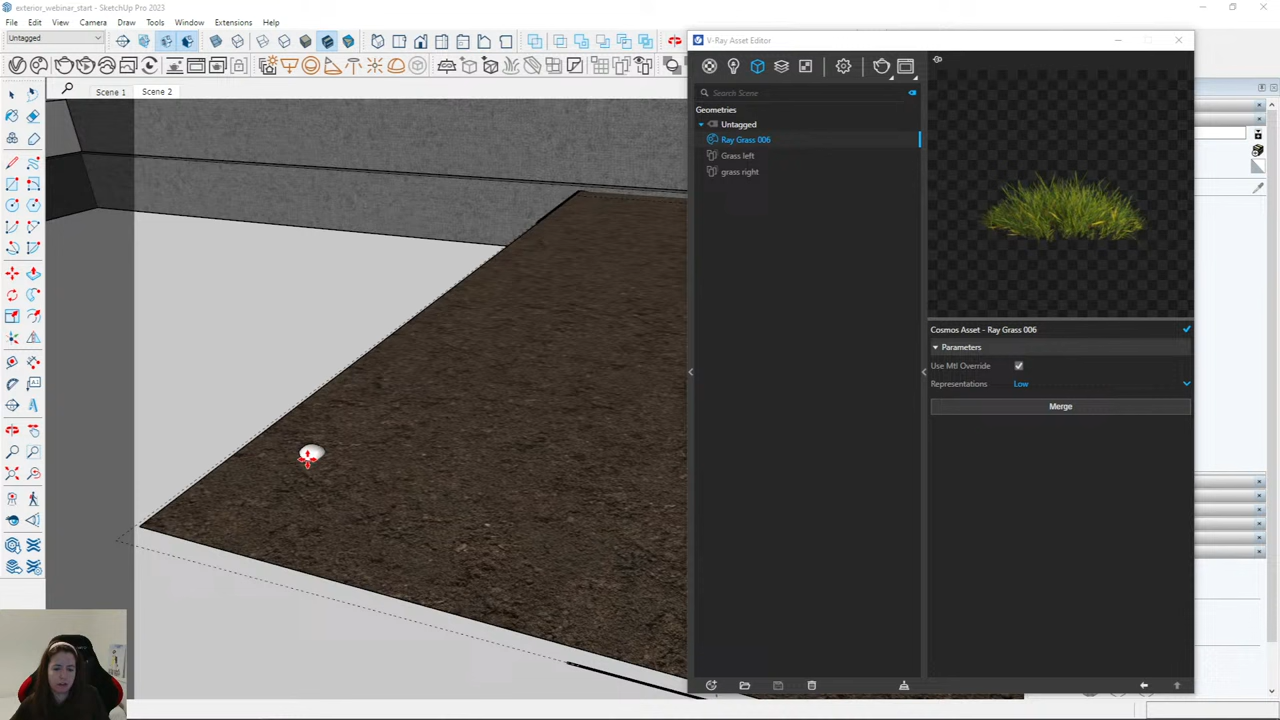 exterior_webinar_start - SketchUp Pro 2023
File Edit View Camera Draw Tools Window Extensions Help
Untagged
V-Ray Asset Editor
Scene 1 Scene 2
Search Scene
Geometries
Untagged
Ray Grass 006
Grass left
grass right
Cosmos Asset - Ray Grass 006
Parameters
Use Mtl Override
Representations Low
Merge